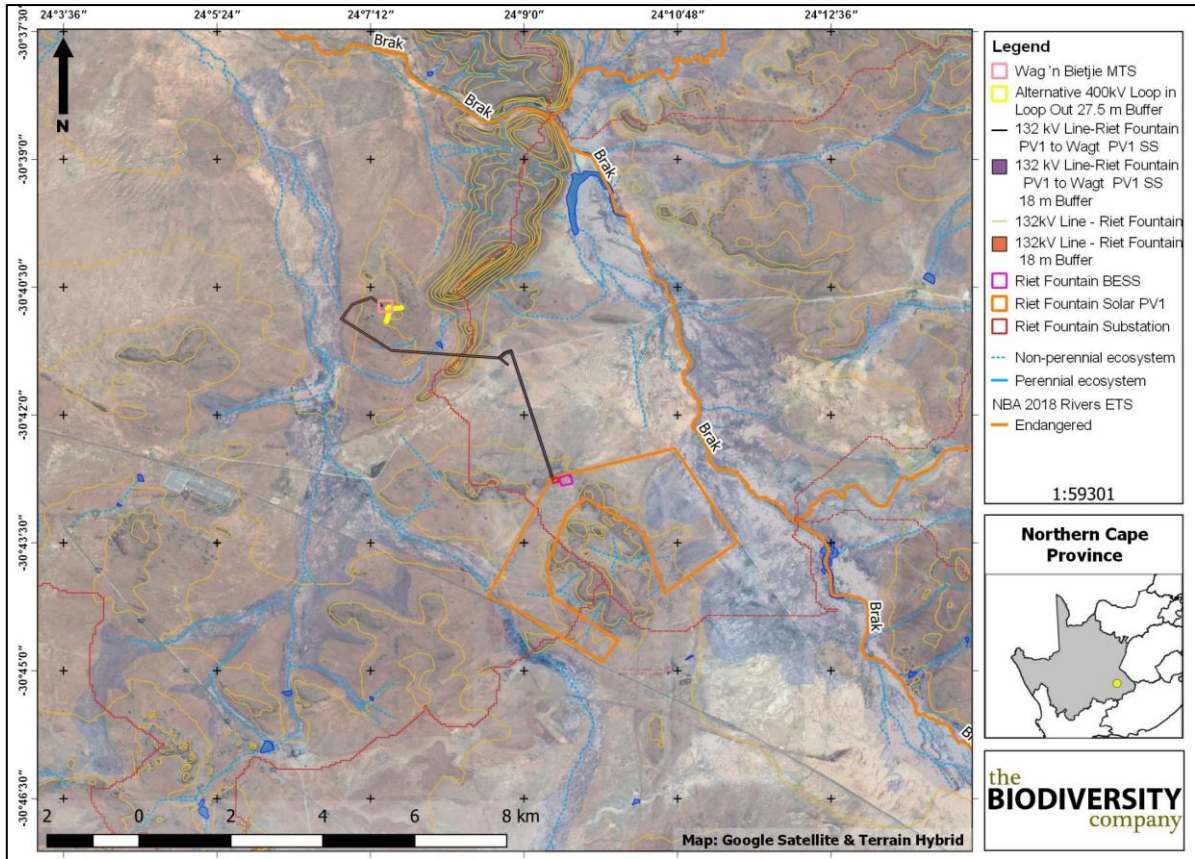 24°3'36" 24°5'24" 24°7'12" 24°9'0" 24°10'48" 24°12'36"
-30°37'30"
-30°39'0"
-30°40'30"
-30°42'0"
-30°43'30"
-30°45'0"
-30°46'30"
N
Brak
Brak
Brak
Brak
Brak
2 0 2 4 6 8 km
Map: Google Satellite & Terrain Hybrid
Legend
Wag 'n Bietjie MTS
Alternative 400kV Loop in
Loop Out 27.5 m Buffer
132 kV Line-Riet Fountain
PV1 to Wagt PV1 SS
132 kV Line-Riet Fountain
PV1 to Wagt PV1 SS
18 m Buffer
132kV Line - Riet Fountain
132kV Line - Riet Fountain
18 m Buffer
Riet Fountain BESS
Riet Fountain Solar PV1
Riet Fountain Substation
Non-perennial ecosystem
Perennial ecosystem
NBA 2018 Rivers ETS
Endangered
1:59301
Northern Cape
Province
the
BIODIVERSITY
company